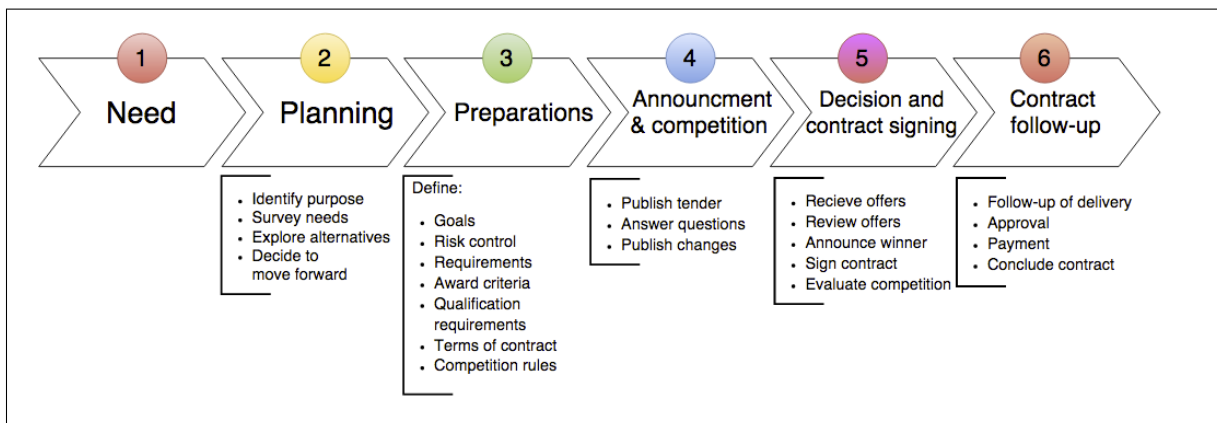 1
Need
2
Planning
• Identify purpose
• Survey needs
• Explore alternatives
• Decide to
move forward
3
Preparations
Define:
• Goals
• Risk control
• Requirements
• Award criteria
• Qualification
requirements
• Terms of contract
• Competition rules
4
Announcment
& competition
• Publish tender
• Answer questions
• Publish changes
5
Decision and
contract signing
• Recieve offers
• Review offers
• Announce winner
• Sign contract
• Evaluate competition
6
Contract
follow-up
• Follow-up of delivery
• Approval
• Payment
• Conclude contract